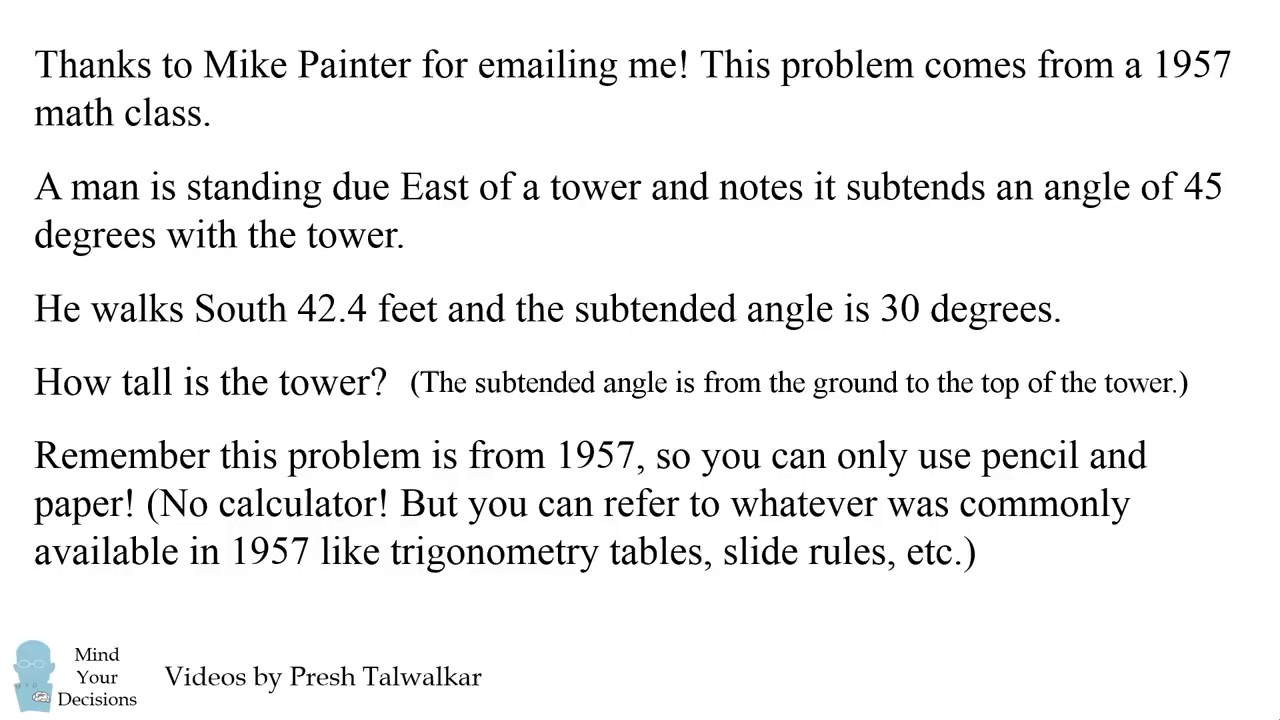 Thanks to Mike Painter for emailing me! This problem comes from a 1957
math class.
A man is standing due East of a tower and notes it subtends an angle of 45
degrees with the tower.
He walks South 42.4 feet and the subtended angle is 30 degrees.
How tall is the tower? (The subtended angle is from the ground to the top of the tower.)
Remember this problem is from 1957, so you can only use pencil and
paper! (No calculator! But you can refer to whatever was commonly
available in 1957 like trigonometry tables, slide rules, etc.)
Mind
Your
Decisions
Videos by Presh Talwalkar